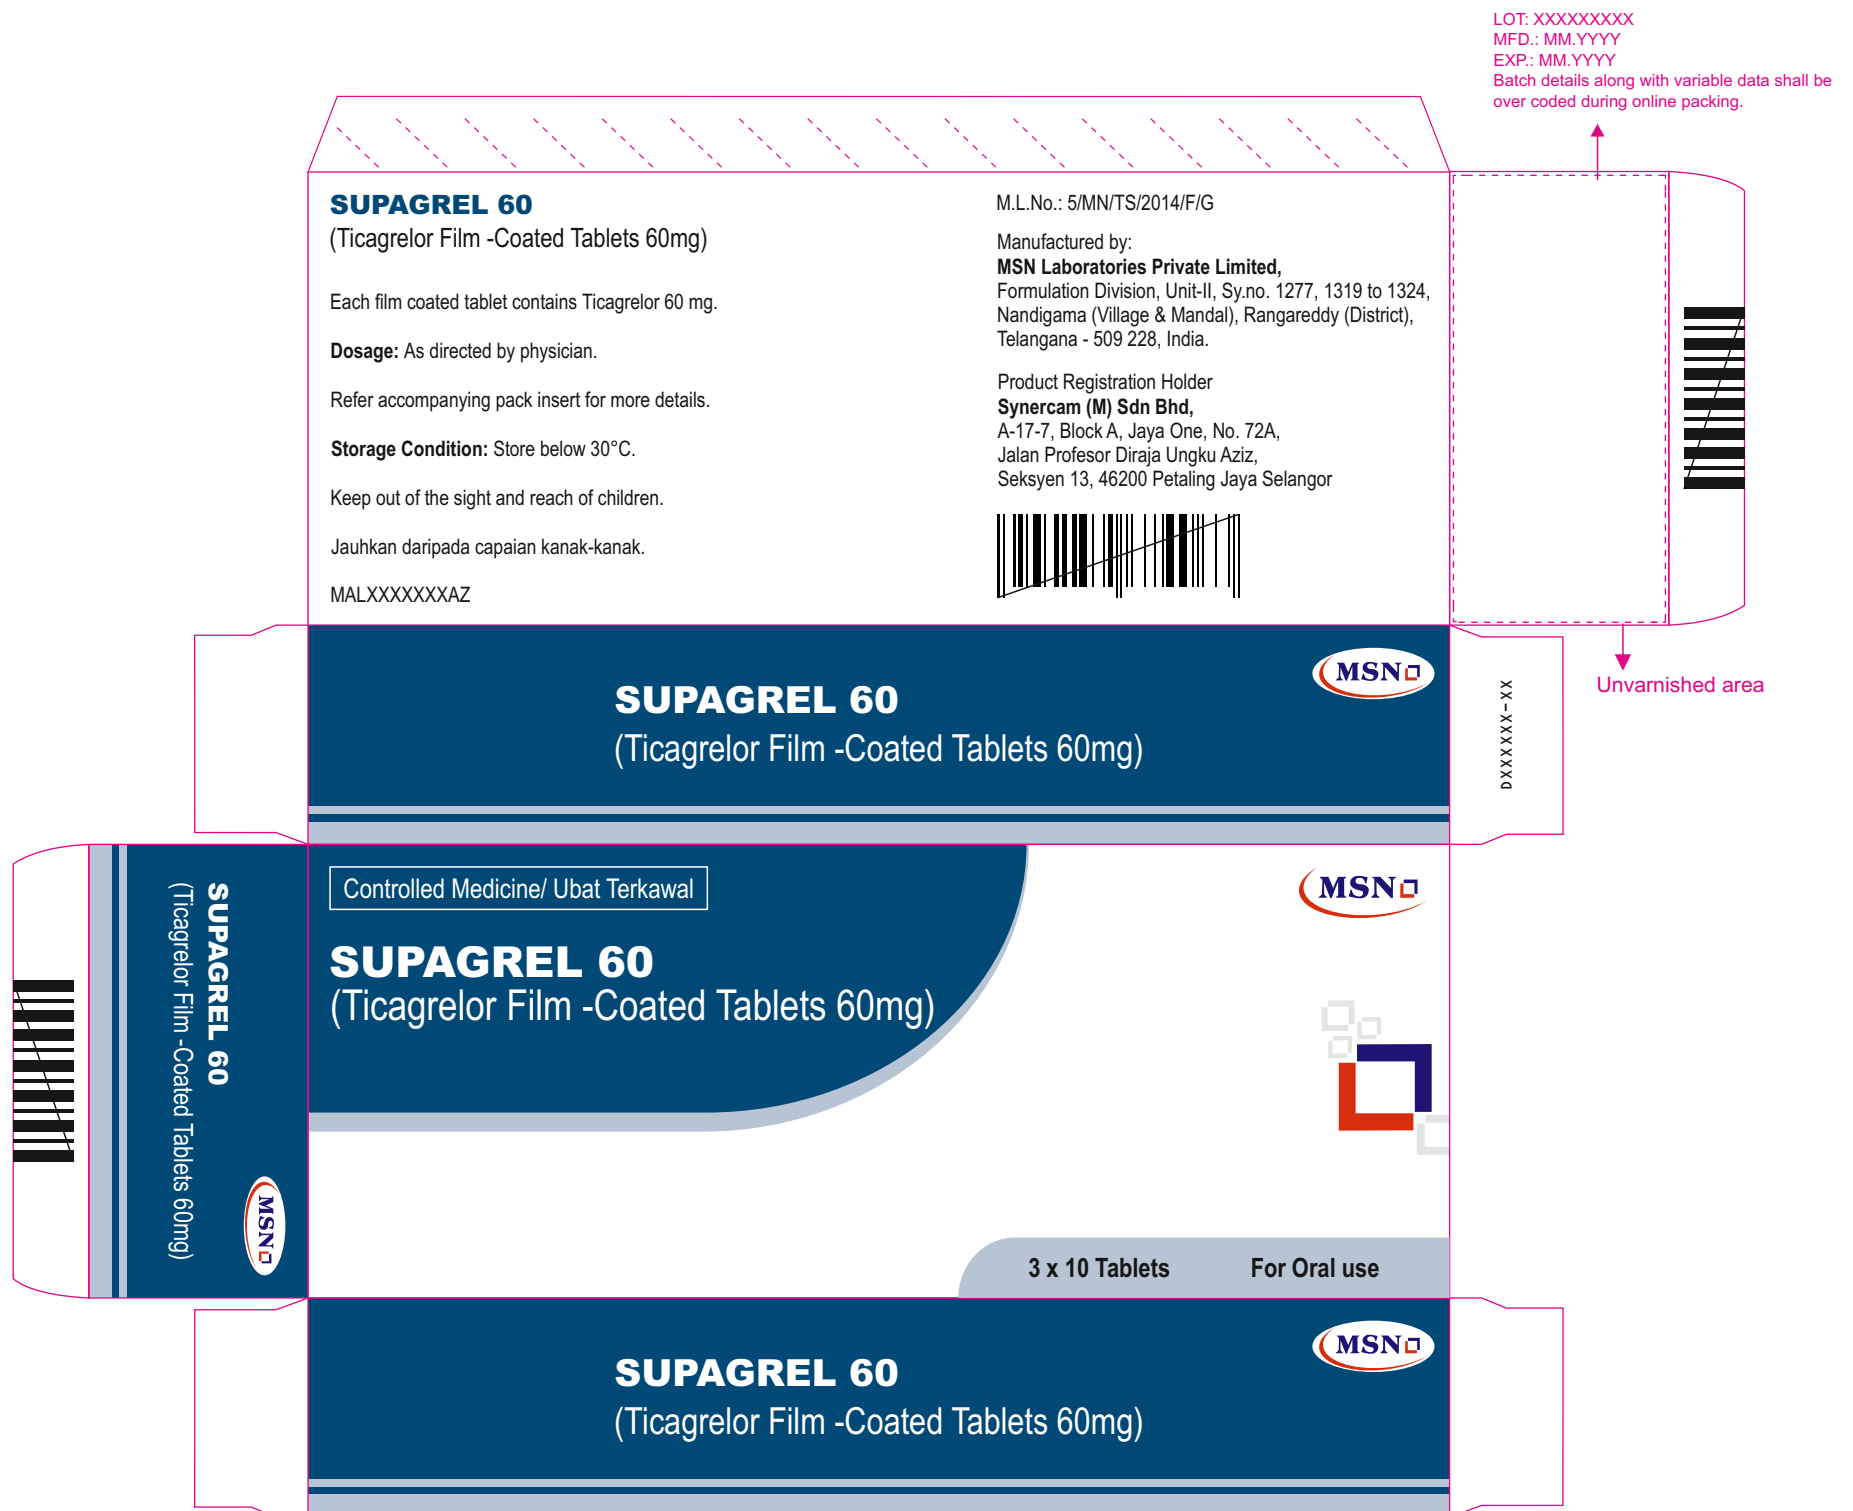 LOT: XXXXXXXXX
MFD.: MM.YYYY
EXP.: MM.YYYY
Batch details along with variable data shall be
over coded during online packing.
SUPAGREL 60
(Ticagrelor Film -Coated Tablets 60mg)
Each film coated tablet contains Ticagrelor 60 mg.
Dosage: As directed by physician.
Refer accompanying pack insert for more details.
Storage Condition: Store below 30°C.
Keep out of the sight and reach of children.
Jauhkan daripada capaian kanak-kanak.
MALXXXXXXXAZ
M.L.No.: 5/MN/TS/2014/F/G
Manufactured by:
MSN Laboratories Private Limited,
Formulation Division, Unit-II, Sy.no. 1277, 1319 to 1324,
Nandigama (Village & Mandal), Rangareddy (District),
Telangana - 509 228, India.
Product Registration Holder
Synercam (M) Sdn Bhd,
A-17-7, Block A, Jaya One, No. 72A,
Jalan Profesor Diraja Ungku Aziz,
Seksyen 13, 46200 Petaling Jaya Selangor
Unvarnished area
MSN
SUPAGREL 60
(Ticagrelor Film -Coated Tablets 60mg)
DXXXXXX-XX
SUPAGREL 60
(Ticagrelor Film -Coated Tablets 60mg)
MSN
Controlled Medicine/ Ubat Terkawal
SUPAGREL 60
(Ticagrelor Film -Coated Tablets 60mg)
MSN
3 x 10 Tablets
For Oral use
MSN
SUPAGREL 60
(Ticagrelor Film -Coated Tablets 60mg)